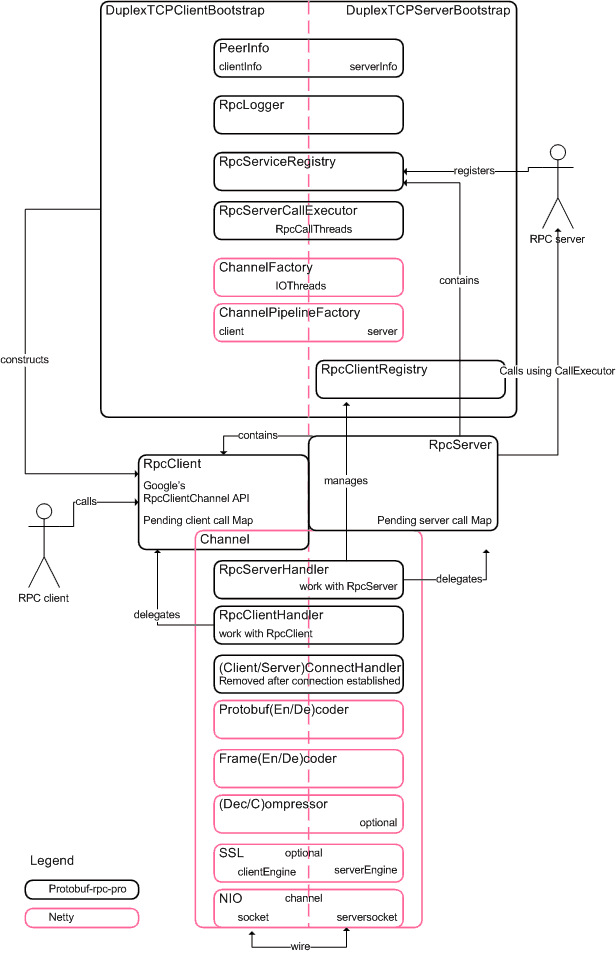 DuplexTCPClientBootstrap
DuplexTCPServerBootstrap
PeerInfo
clientInfo
serverInfo
RpcLogger
RpcServiceRegistry
registers
RPC server
RpcServerCallExecutor
RpcCallThreads
ChannelFactory
IOThreads
contains
ChannelPipelineFactory
client
server
constructs
RpcClientRegistry
Calls using CallExecutor
contains
RpcServer
RpcClient
Google's
RpcClientChannel API
manages
calls
Pending client call Map
Pending server call Map
Channel
RpcServerHandler
work with RpcServer
delegates
RPC client
RpcClientHandler
work with RpcClient
delegates
(Client/Server)ConnectHandler
Removed after connection established
Protobuf(En/De)coder
Frame(En/De)coder
(Dec/C)ompressor
optional
SSL
optional
clientEngine
serverEngine
Legend
Protobuf-rpc-pro
Netty
NIO
channel
socket
serversocket
wire